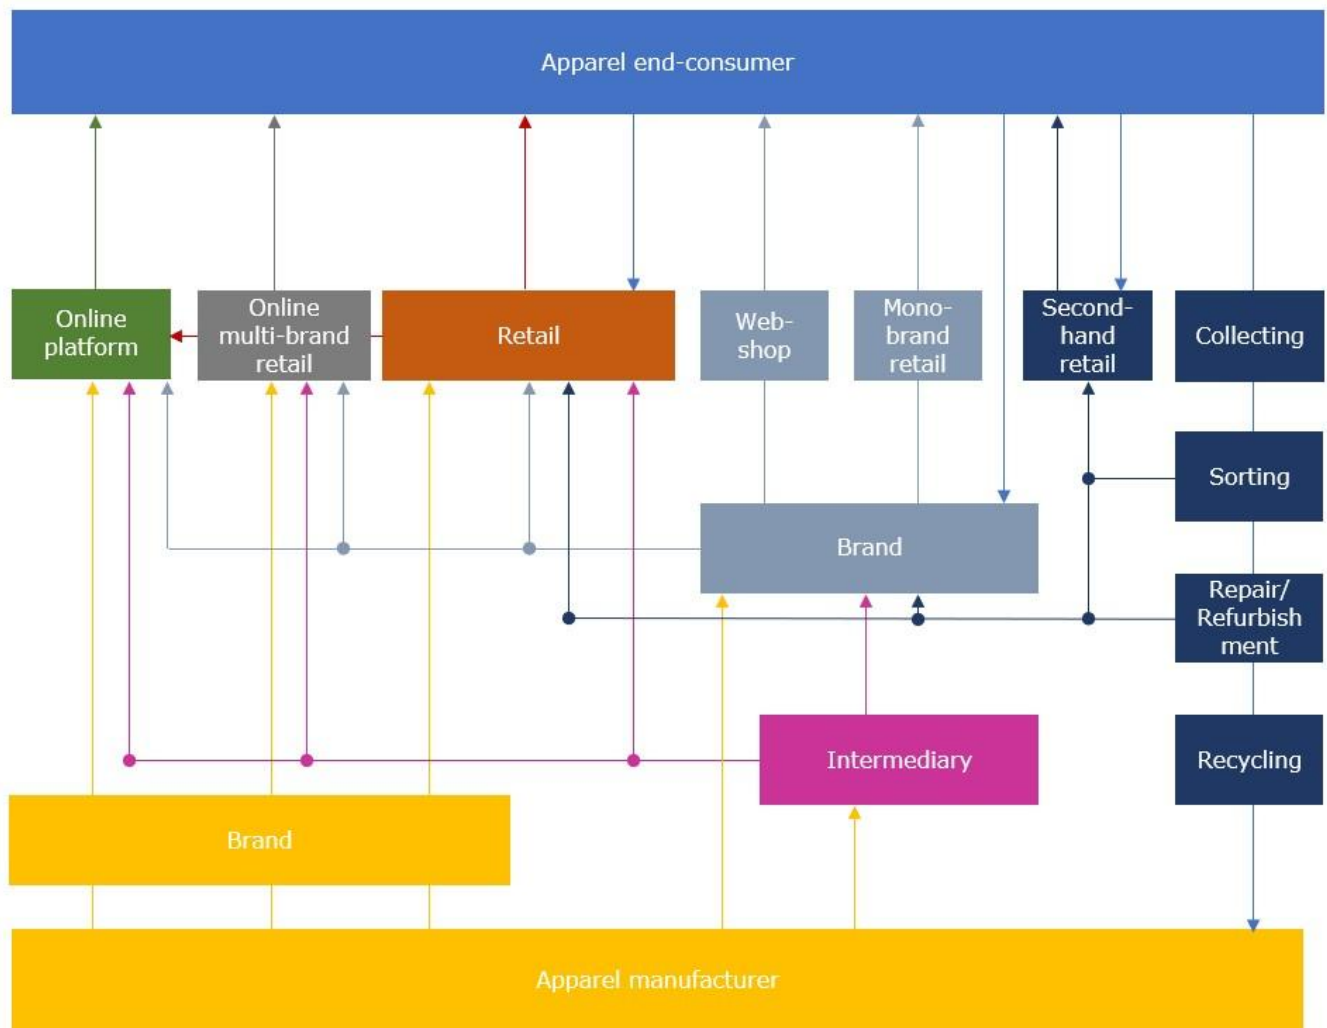 Apparel end-consumer
Online
platform
Online
multi-brand
retail
Retail
Web-
shop
Mono-
brand
retail
Second-
hand
retail
Collecting
Sorting
Brand
Repair/
Refurbish
ment
Intermediary
Recycling
Brand
Apparel manufacturer